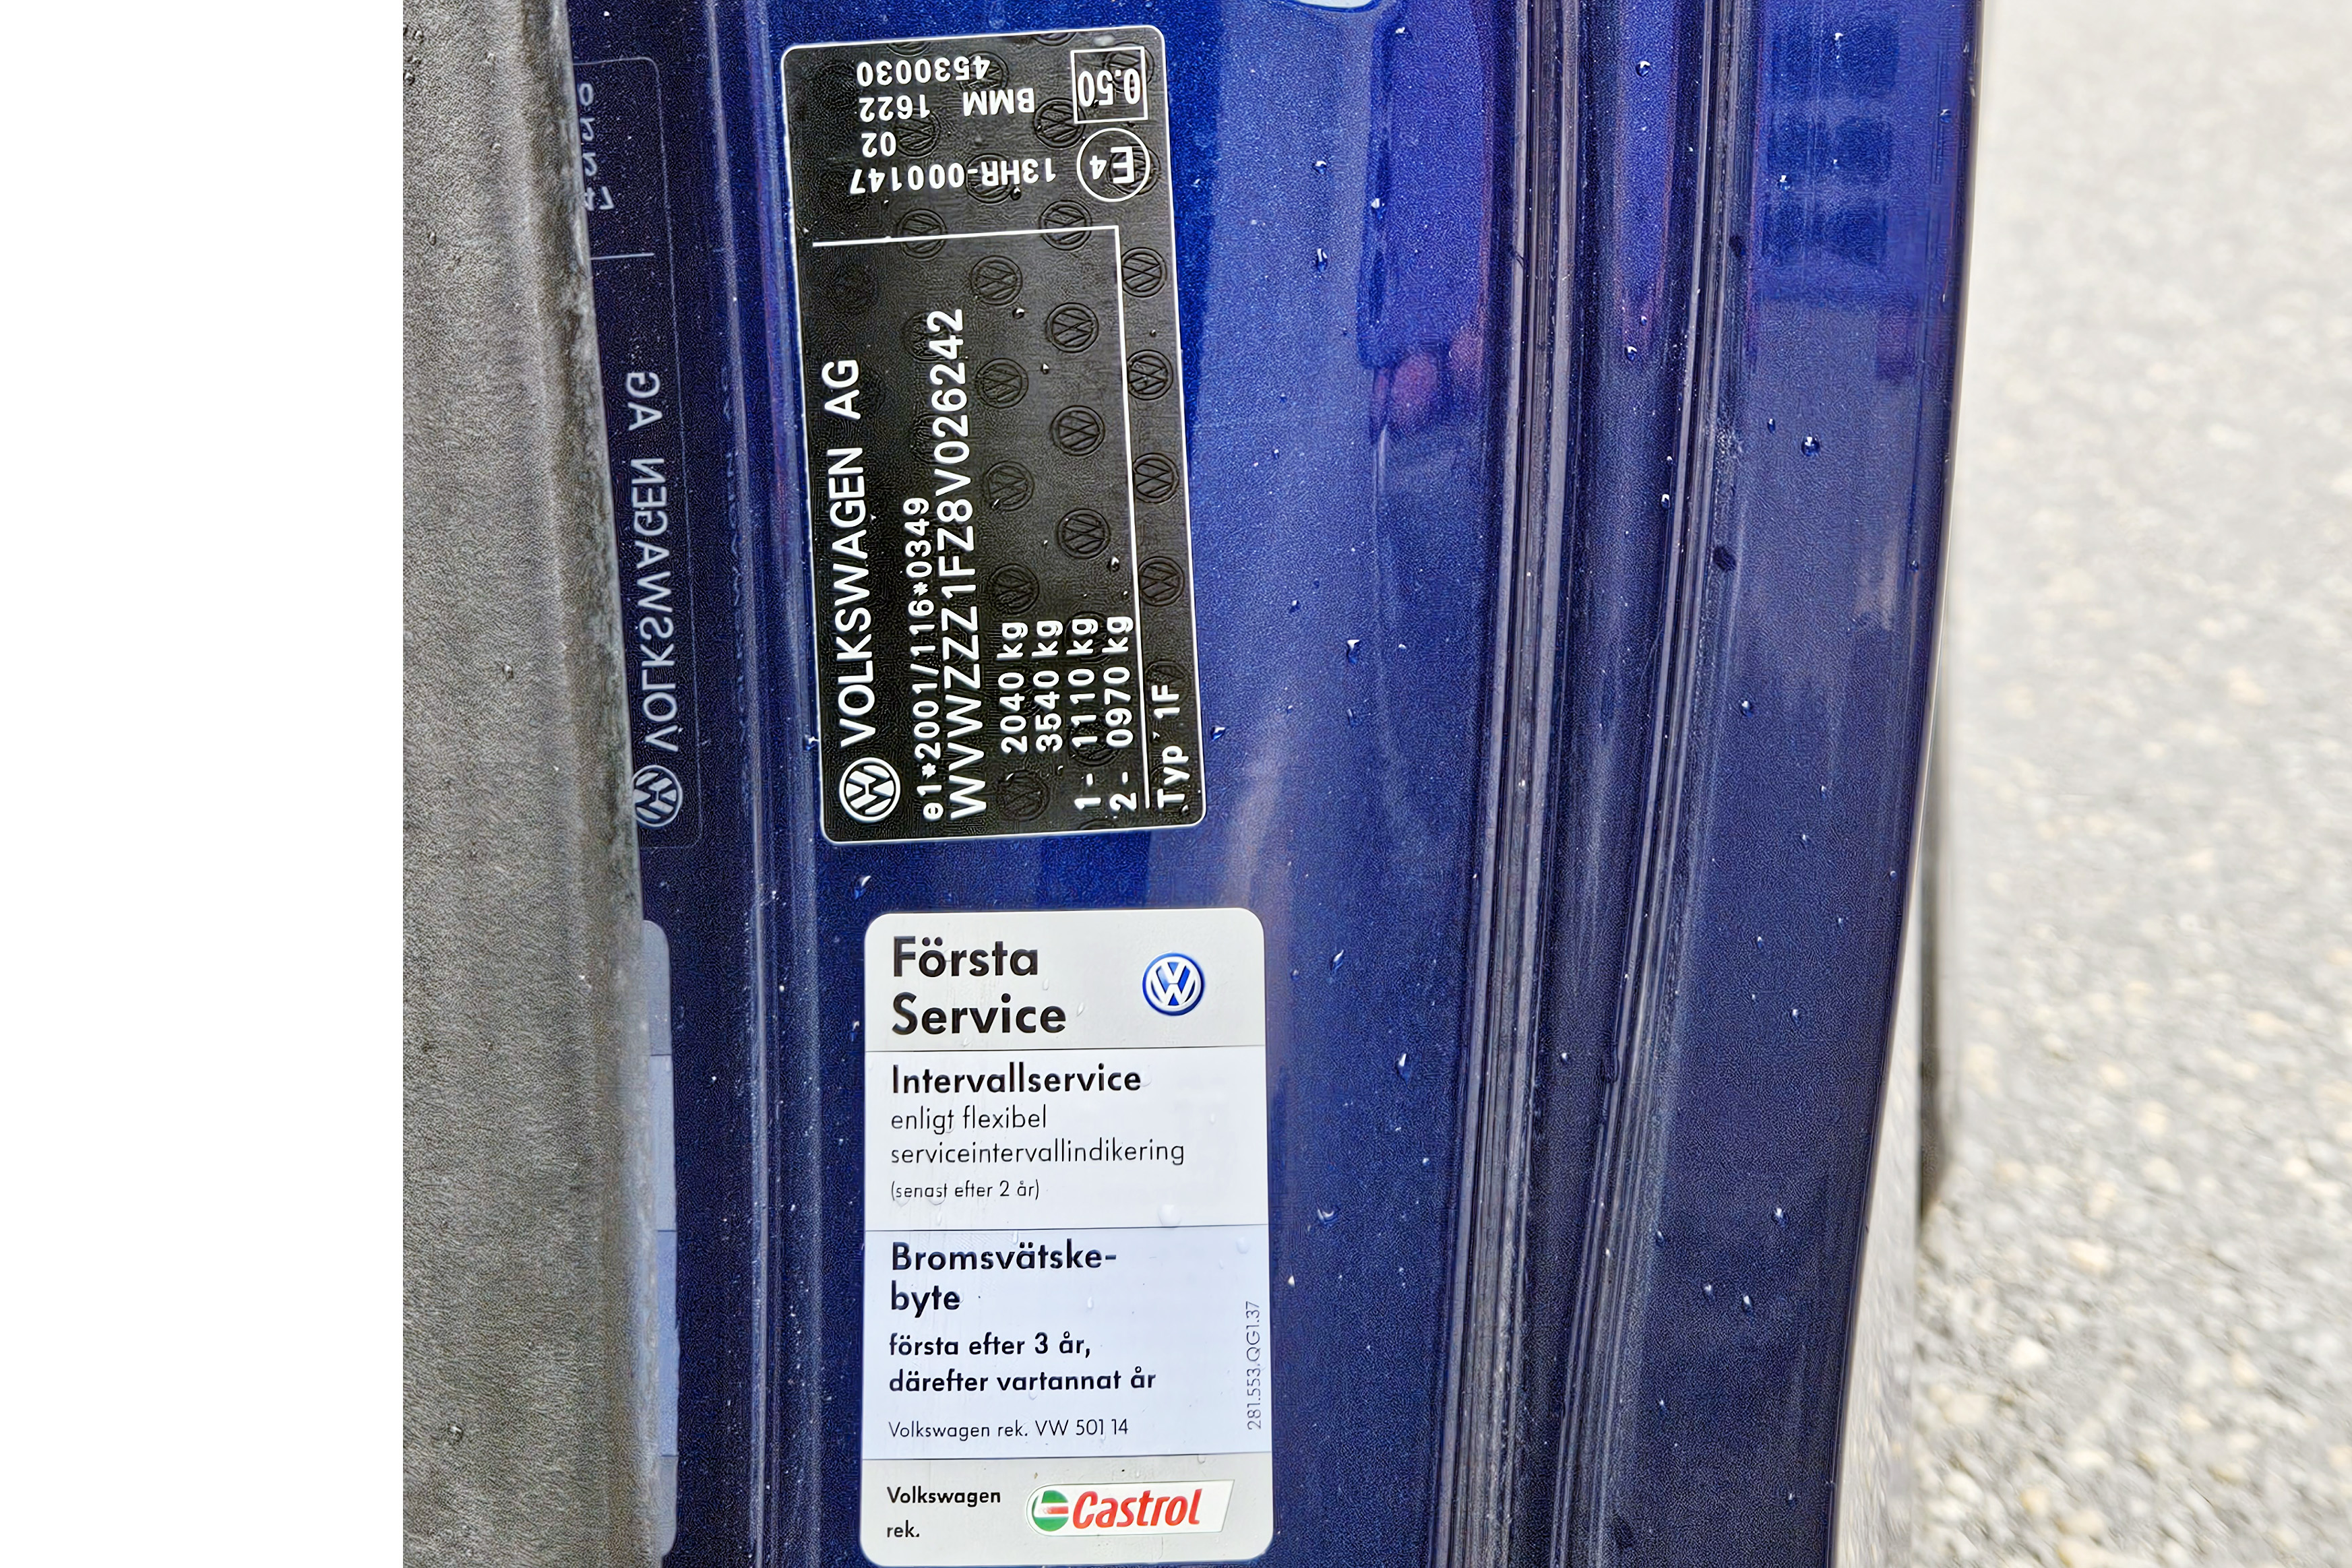 VOLKSWAGEN AG
e1*2001/116*0349
WVWZZZ1FZ8V026242
2040 kg
3540 kg
1- 1110 kg
2- 0970 kg
Typ 1F
4530030
1622 BMM
02
13HR-000147
0.50
E4
VOLKSWAGEN AG
Första
Service
Intervallservice
enligt flexibel
serviceintervallindikering
(senast efter 2 år)
Bromsvätske-
byte
första efter 3 år,
därefter vartannat år
Volkswagen rek. VW 501 14
281.553.QG1.37
Volkswagen
rek.
Castrol